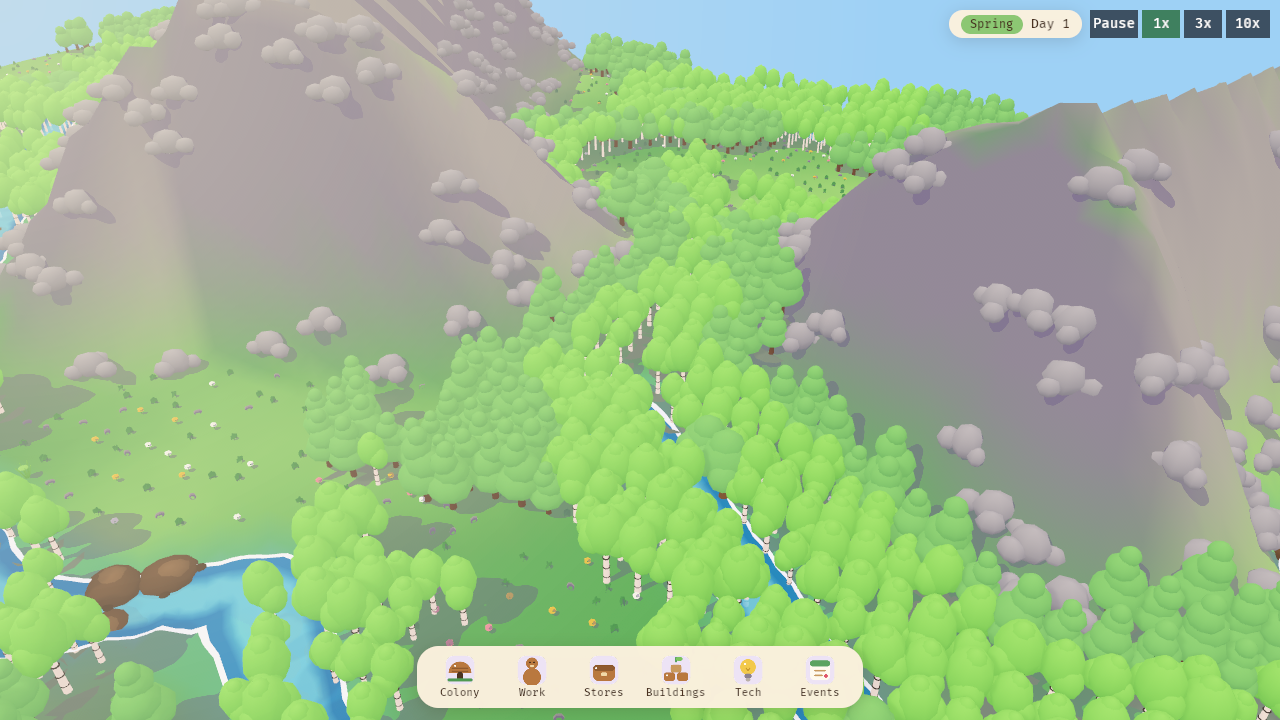 Spring Day 1 Pause 1x 3x 10x
Colony Work Stores Buildings Tech Events